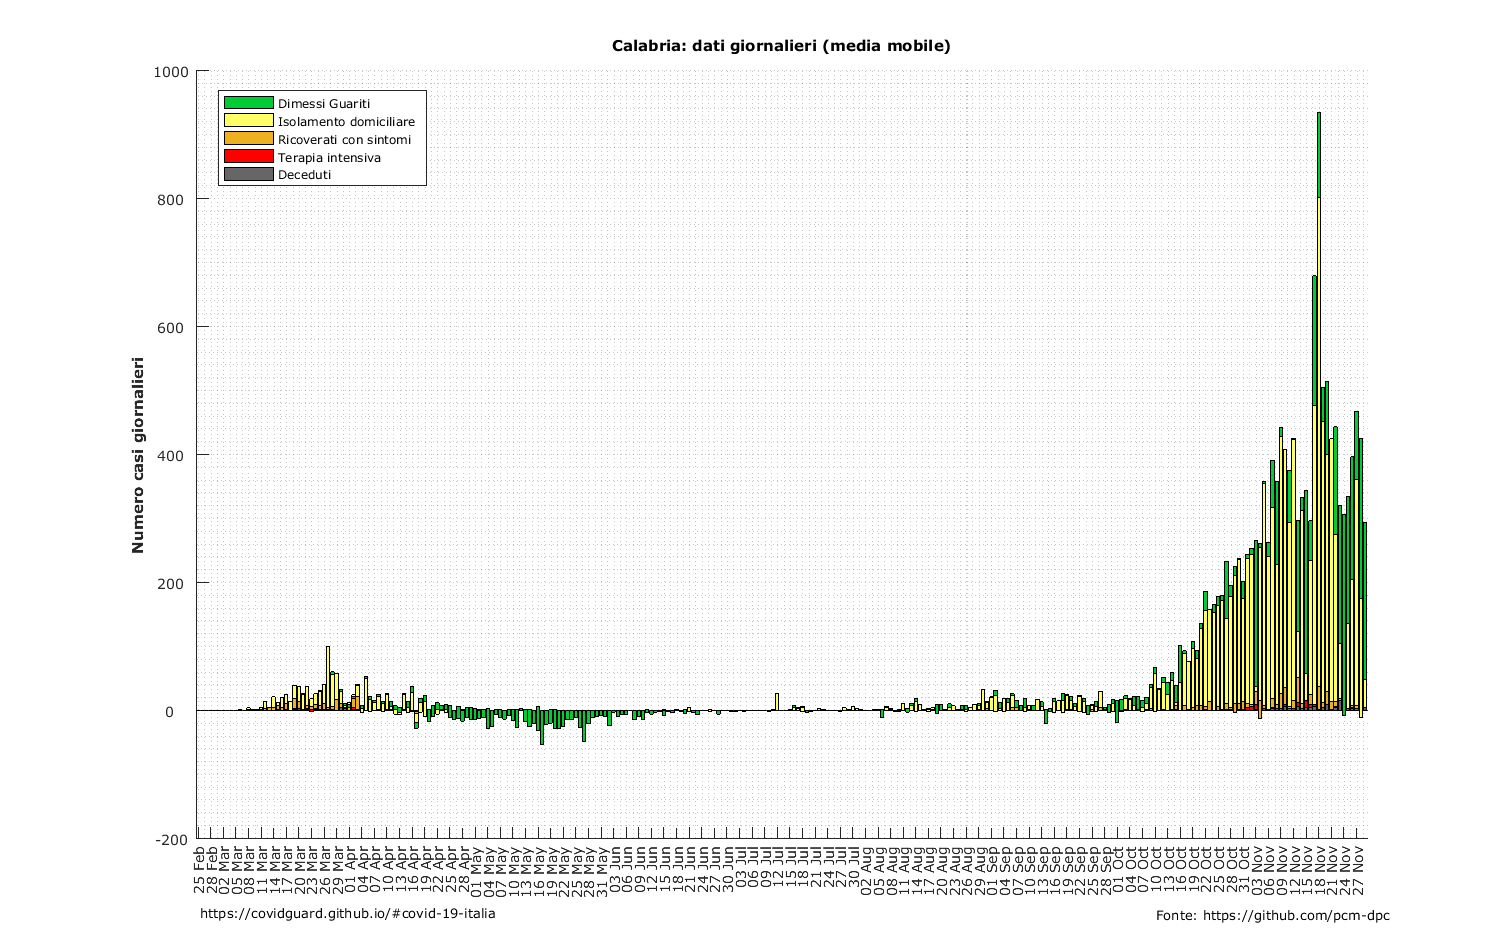 Calabria: dati giornalieri (media mobile)
1000
800
600
400
200
0
-200
Numero casi giornalieri
Dimessi Guariti
Isolamento domiciliare
Ricoverati con sintomi
Terapia intensiva
Deceduti
25 Feb
28 Feb
02 Mar
05 Mar
08 Mar
11 Mar
14 Mar
17 Mar
20 Mar
23 Mar
26 Mar
29 Mar
01 Apr
04 Apr
07 Apr
10 Apr
13 Apr
16 Apr
19 Apr
22 Apr
25 Apr
28 Apr
01 May
04 May
07 May
10 May
13 May
16 May
19 May
22 May
25 May
28 May
31 May
03 Jun
06 Jun
09 Jun
12 Jun
15 Jun
18 Jun
21 Jun
24 Jun
27 Jun
30 Jun
03 Jul
06 Jul
09 Jul
12 Jul
15 Jul
18 Jul
21 Jul
24 Jul
27 Jul
30 Jul
02 Aug
05 Aug
08 Aug
11 Aug
14 Aug
17 Aug
20 Aug
23 Aug
26 Aug
29 Aug
01 Sep
04 Sep
07 Sep
10 Sep
13 Sep
16 Sep
19 Sep
22 Sep
25 Sep
28 Sep
01 Oct
04 Oct
07 Oct
10 Oct
13 Oct
16 Oct
19 Oct
22 Oct
25 Oct
28 Oct
31 Oct
03 Nov
06 Nov
09 Nov
12 Nov
15 Nov
18 Nov
21 Nov
24 Nov
27 Nov
https://covidguard.github.io/#covid-19-italia
Fonte: https://github.com/pcm-dpc